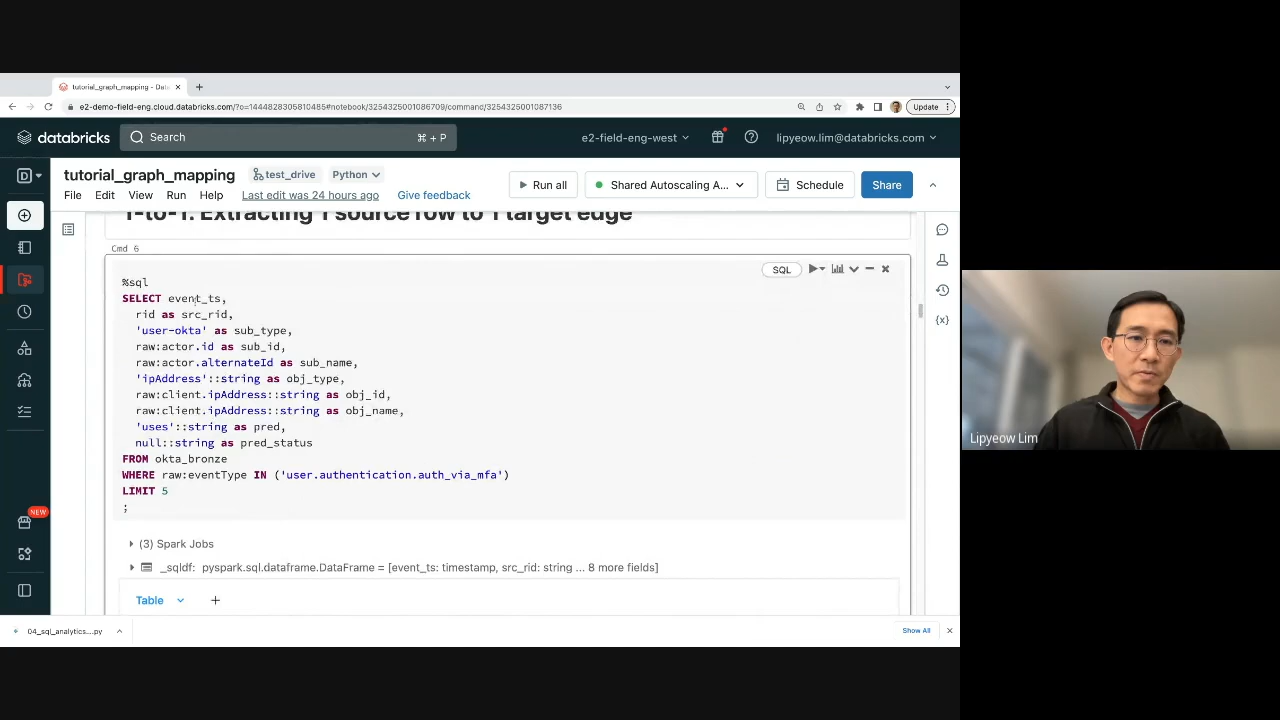 tutorial_graph_mapping - Data
e2-demo-field-eng.cloud.databricks.com/?o=1444828305810485#notebook/3254325001086709/command/3254325001087136
Update
databricks
Search
⌘ + P
e2-field-eng-west
lipyeow.lim@databricks.com
D
tutorial_graph_mapping
test_drive
Python
File
Edit
View
Run
Help
Last edit was 24 hours ago
Give feedback
Run all
Shared Autoscaling A...
Schedule
Share
1-to-1: Extracting 1 source row to 1 target edge
Cmd 6
SQL
%sql
SELECT event_ts,
rid as src_rid,
'user-okta' as sub_type,
raw:actor.id as sub_id,
raw:actor.alternateId as sub_name,
'ipAddress'::string as obj_type,
raw:client.ipAddress::string as obj_id,
raw:client.ipAddress::string as obj_name,
'uses'::string as pred,
null::string as pred_status
FROM okta_bronze
WHERE raw:eventType IN ('user.authentication.auth_via_mfa')
LIMIT 5
;
(3) Spark Jobs
_sqldf: pyspark.sql.dataframe.DataFrame = [event_ts: timestamp, src_rid: string ... 8 more fields]
Table
+
NEW
04_sql_analytics....py
Show All
Lipyeow Lim